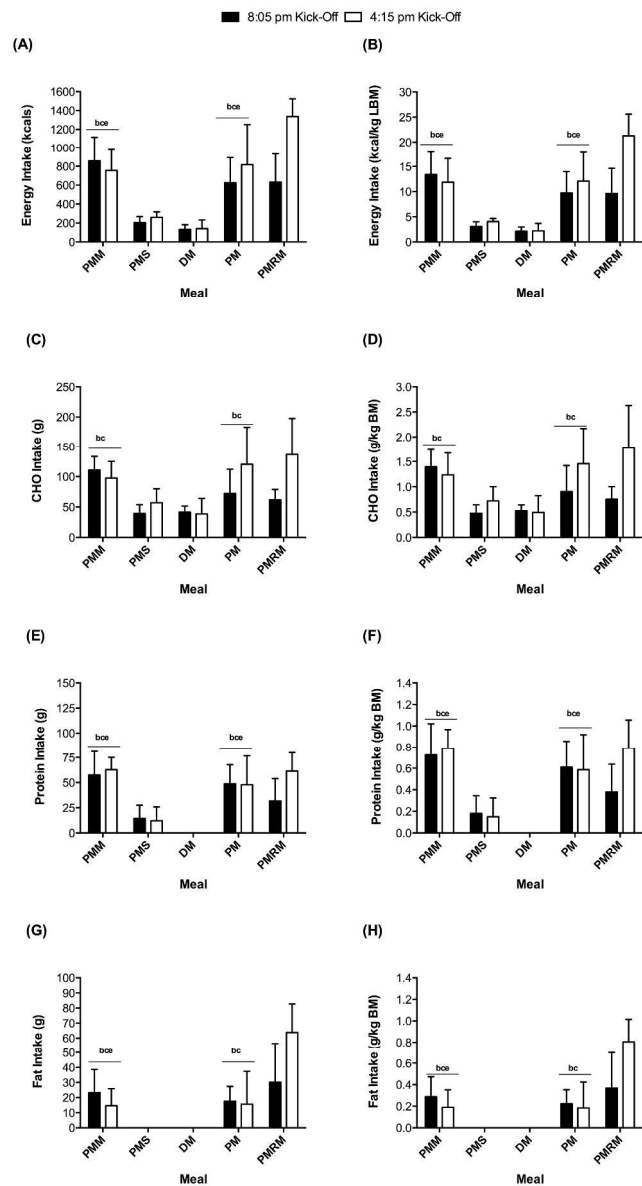 8:05 pm Kick-Off 4:15 pm Kick-Off
(A)
Energy Intake (kcals)
1600
1400
1200
1000
800
600
400
200
0
bce
bce
PMM PMS DM PM PMRM
Meal
(B)
Energy Intake (kcal/kg LBM)
30
25
20
15
10
5
0
bce
bce
PMM PMS DM PM PMRM
Meal
(C)
CHO Intake (g)
250
200
150
100
50
0
bc
bc
PMM PMS DM PM PMRM
Meal
(D)
CHO Intake (g/kg BM)
3.0
2.5
2.0
1.5
1.0
0.5
0.0
bc
bc
PMM PMS DM PM PMRM
Meal
(E)
Protein Intake (g)
150
125
100
75
50
25
0
bce
bce
PMM PMS DM PM PMRM
Meal
(F)
Protein Intake (g/kg BM)
1.4
1.2
1.0
0.8
0.6
0.4
0.2
0.0
bce
bce
PMM PMS DM PM PMRM
Meal
(G)
Fat Intake (g)
100
90
80
70
60
50
40
30
20
10
0
bce
bc
PMM PMS DM PM PMRM
Meal
(H)
Fat Intake (g/kg BM)
1.4
1.2
1.0
0.8
0.6
0.4
0.2
0.0
bce
bc
PMM PMS DM PM PMRM
Meal